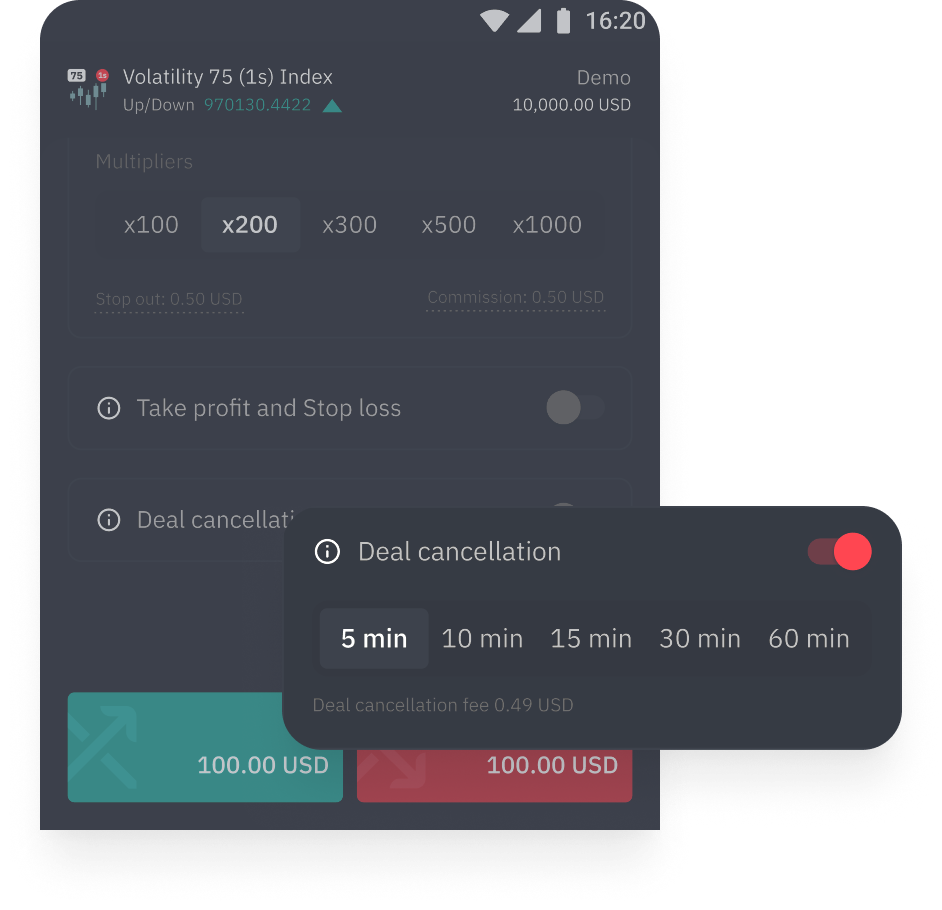 16:20
75 1s Volatility 75 (1s) Index Demo
Up/Down 970130.4422 10,000.00 USD
Multipliers
x100 x200 x300 x500 x1000
Stop out: 0.50 USD Commission: 0.50 USD
Take profit and Stop loss
Deal cancellati
Deal cancellation
5 min 10 min 15 min 30 min 60 min
Deal cancellation fee 0.49 USD
100.00 USD 100.00 USD